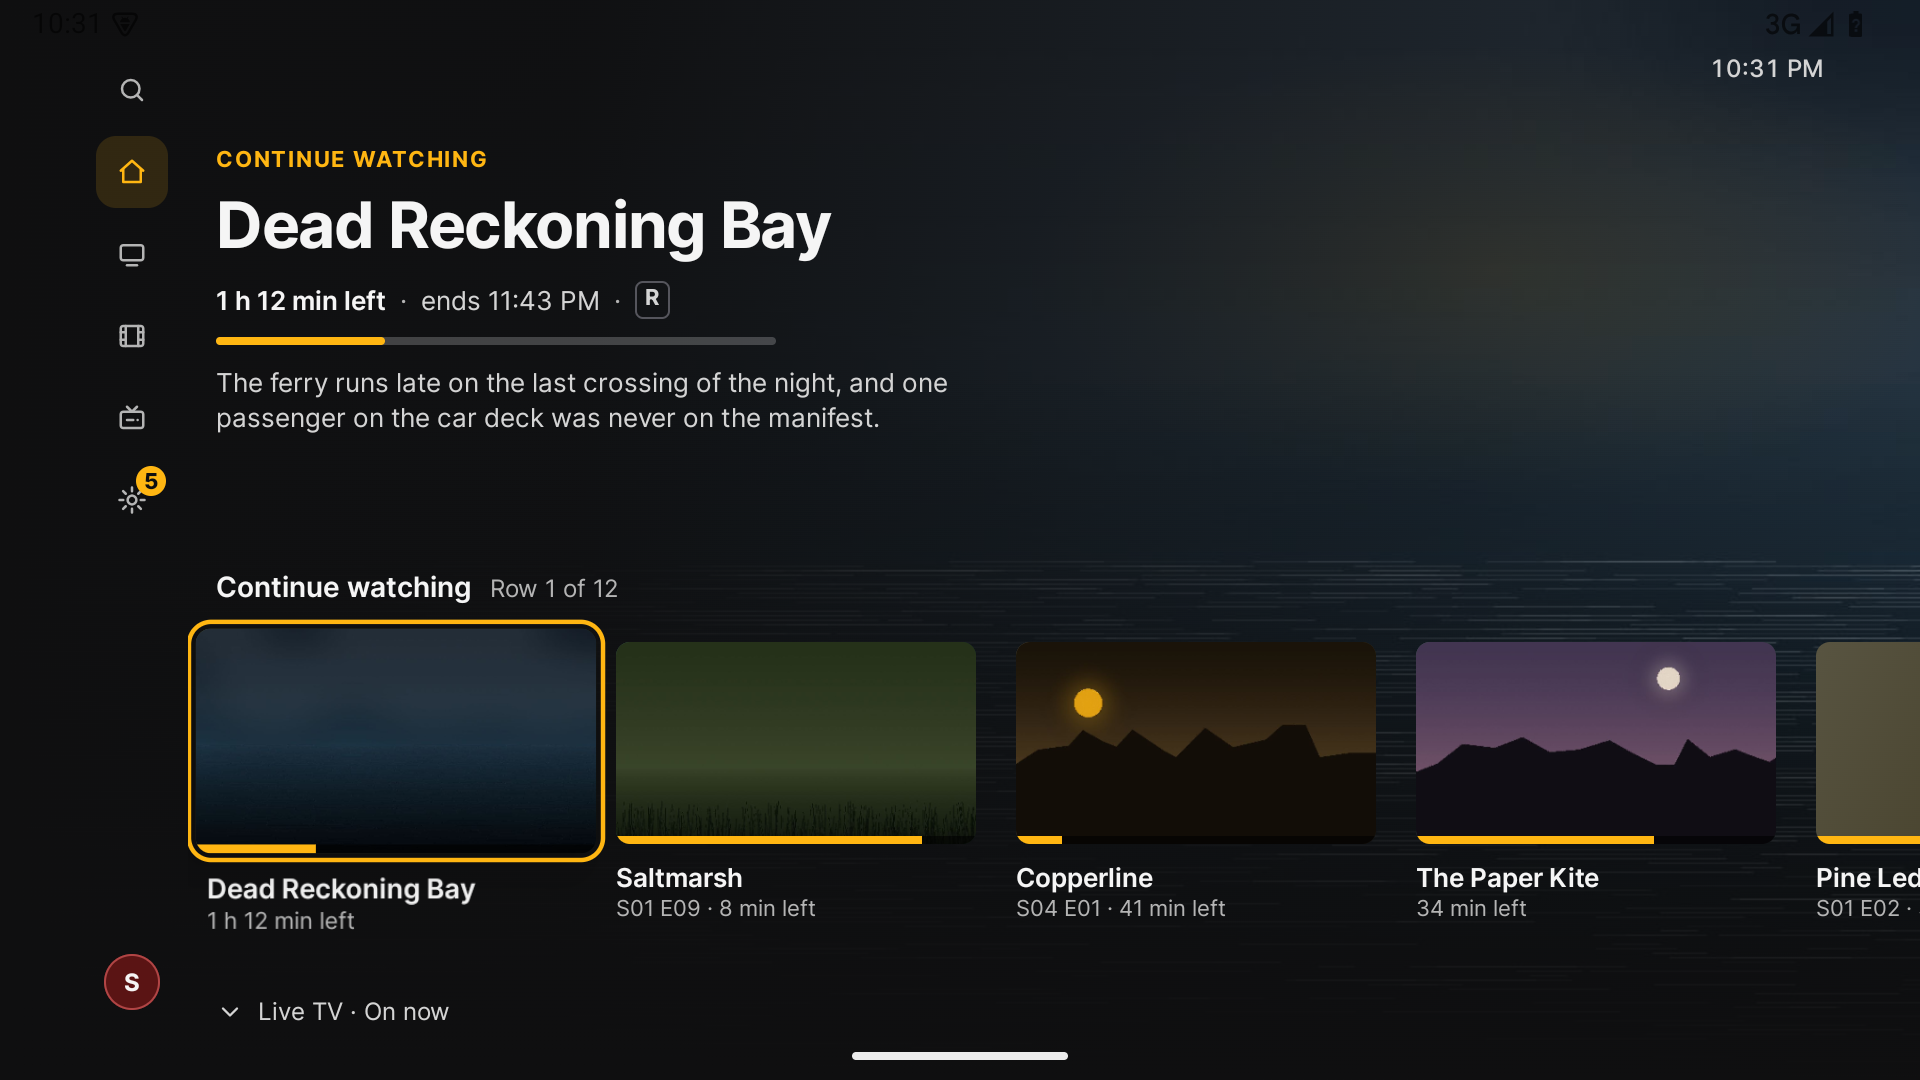 10:31
3G
10:31 PM
CONTINUE WATCHING
Dead Reckoning Bay
1 h 12 min left · ends 11:43 PM · R
The ferry runs late on the last crossing of the night, and one
passenger on the car deck was never on the manifest.
5
Continue watching Row 1 of 12
Dead Reckoning Bay
1 h 12 min left
Saltmarsh
S01 E09 · 8 min left
Copperline
S04 E01 · 41 min left
The Paper Kite
34 min left
Pine Led
S01 E02 ·
S
Live TV · On now